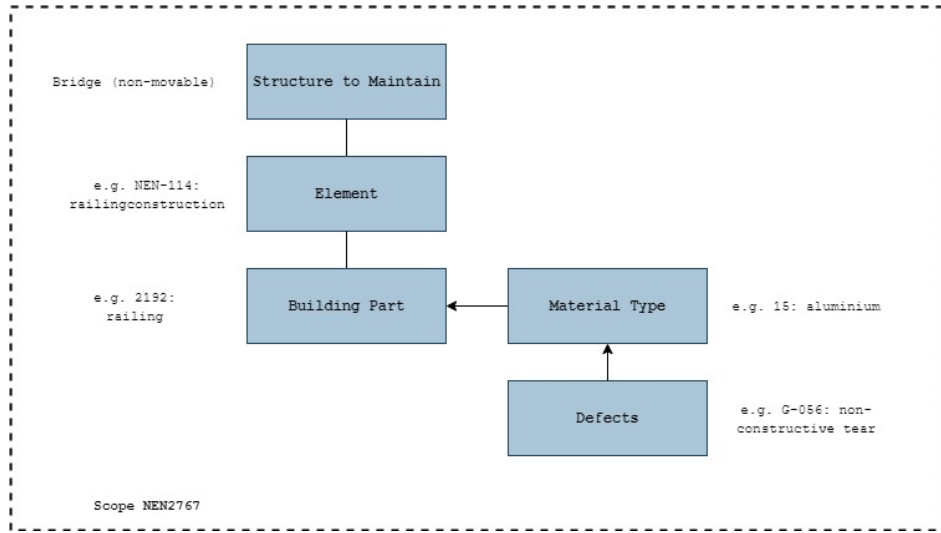 Bridge (non-movable)
Structure to Maintain
e.g. NEN-114:
railingconstruction
Element
e.g. 2192:
railing
Building Part
Material Type
e.g. 15: aluminium
Defects
e.g. G-056: non-
constructive tear
Scope NEN2767